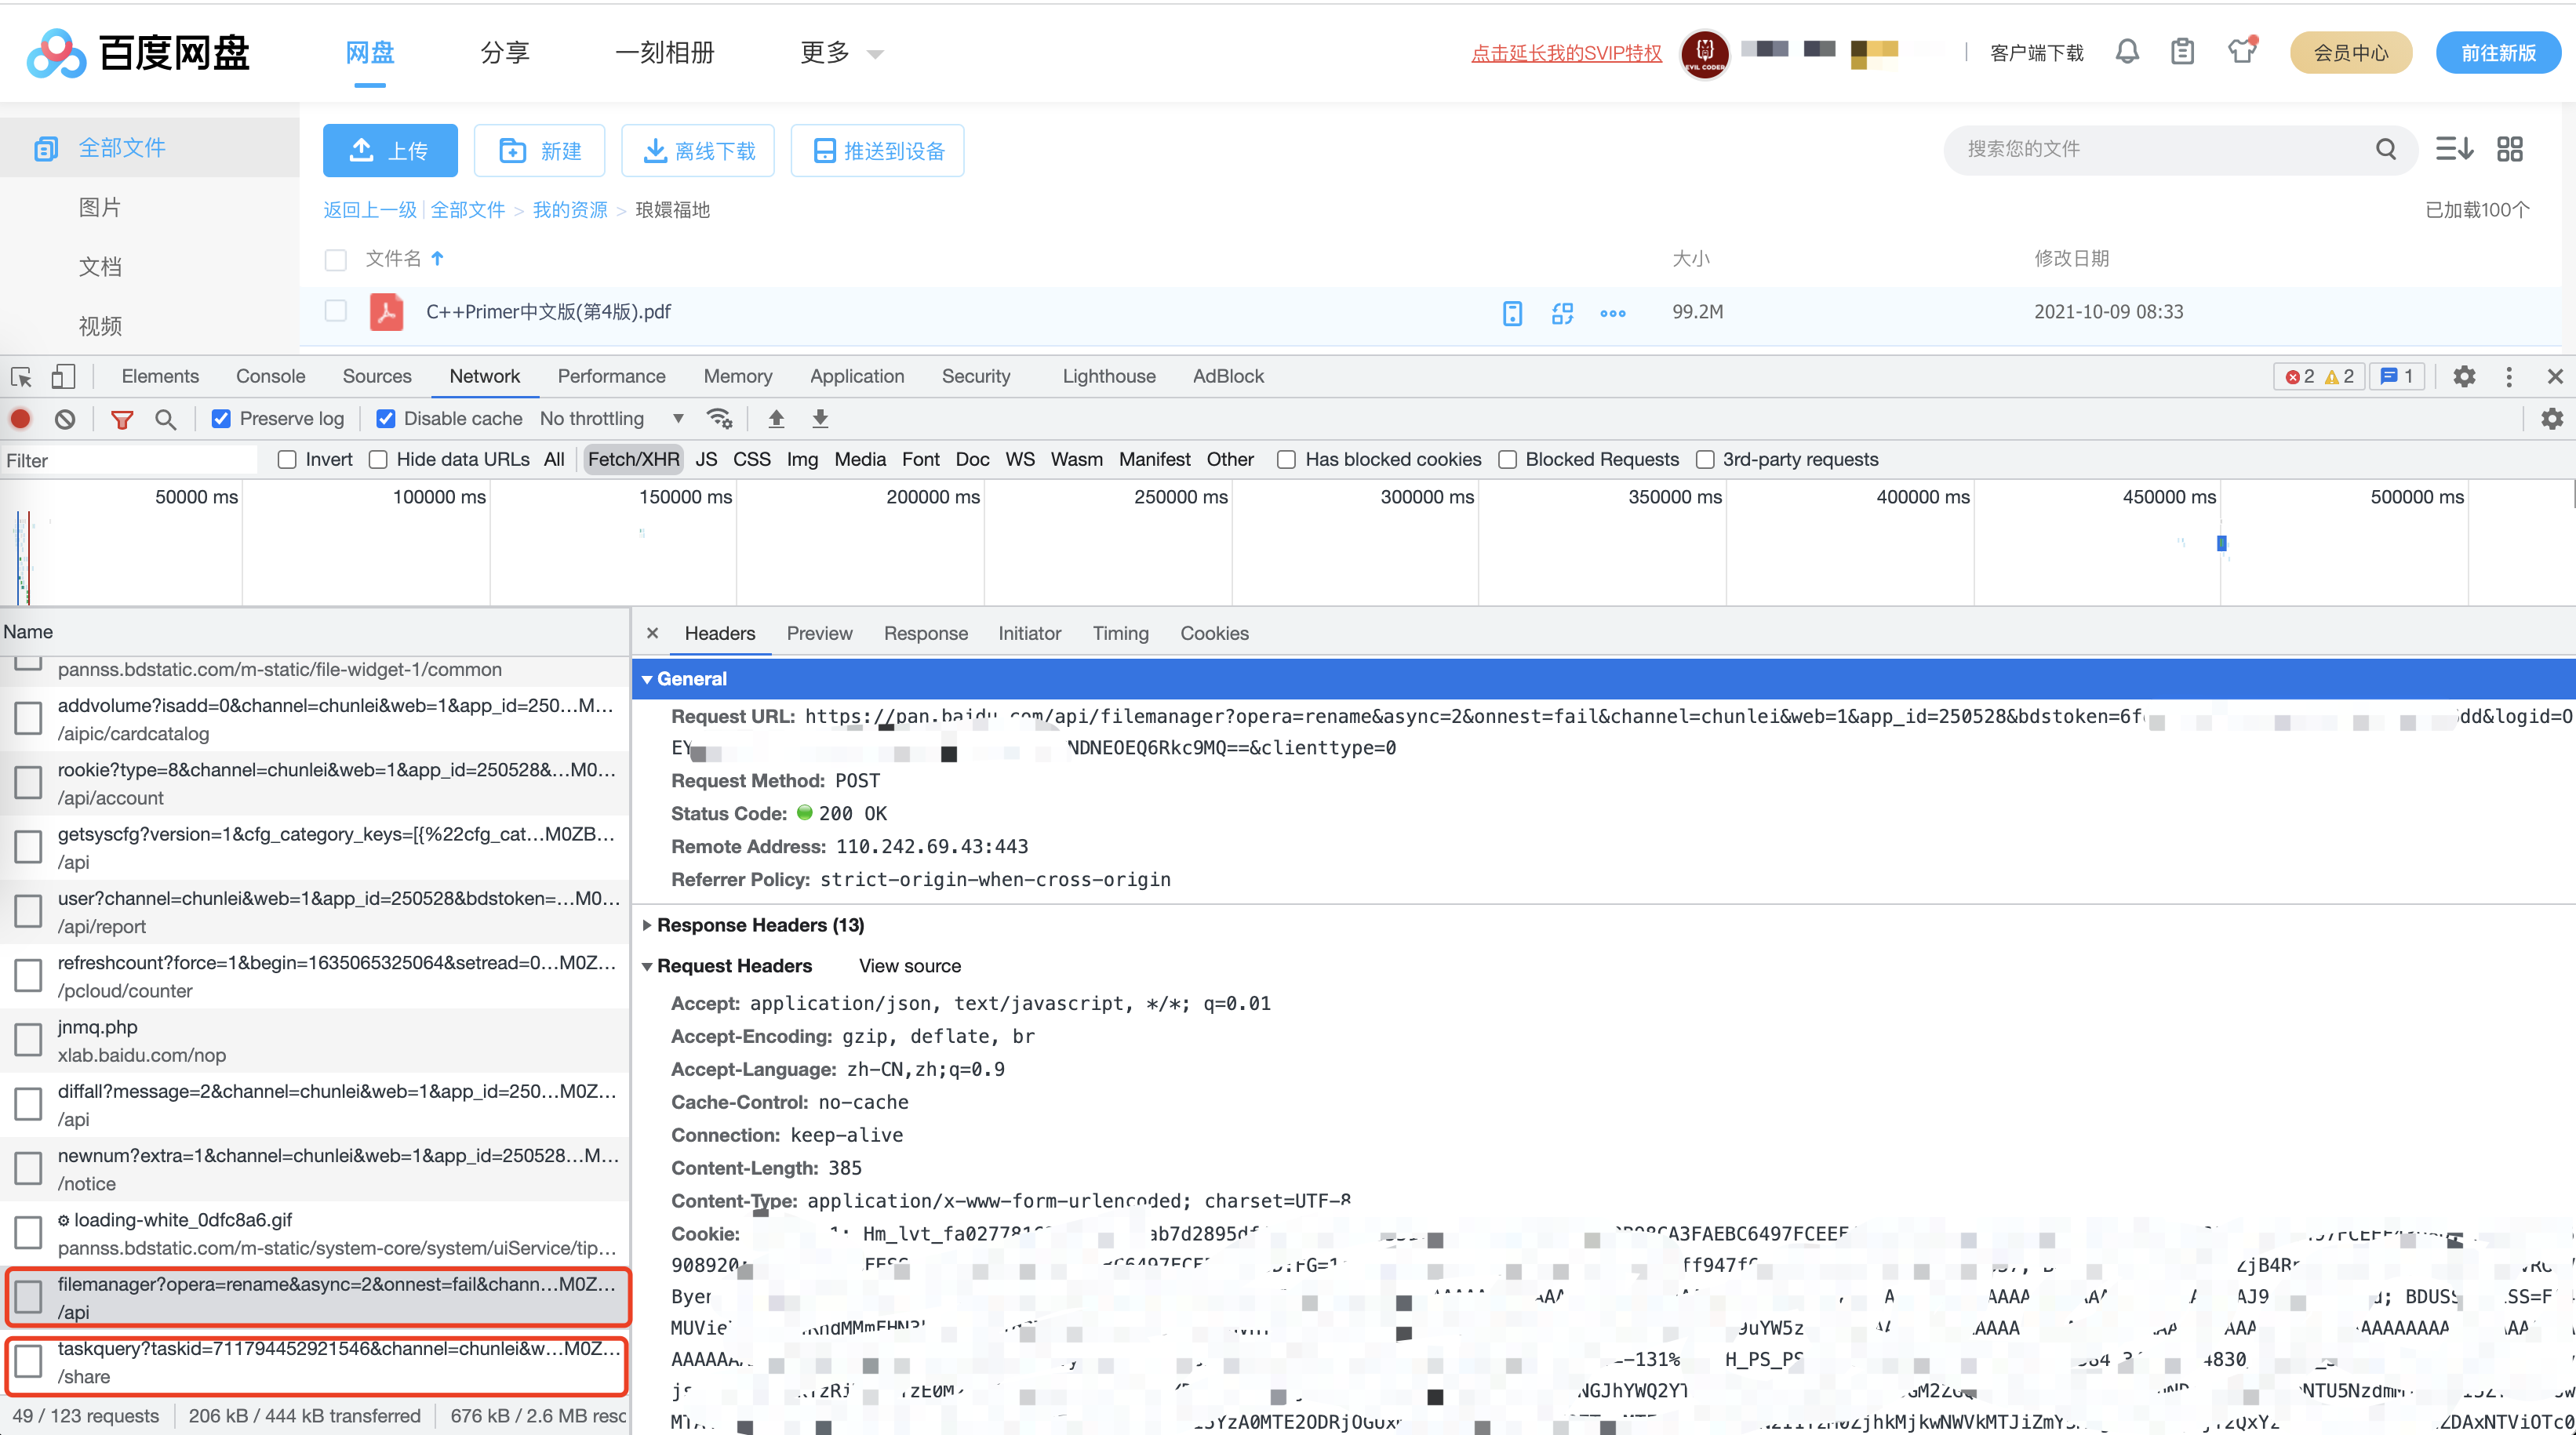 百度网盘
网盘 分享 一刻相册 更多
点击延长我的SVIP特权
EVIL CODER
客户端下载 会员中心 前往新版
全部文件
图片
文档
视频
上传 新建 离线下载 推送到设备
搜索您的文件
返回上一级 全部文件 > 我的资源 > 琅嬛福地
已加载100个
文件名 大小 修改日期
C++Primer中文版(第4版).pdf 99.2M 2021-10-09 08:33
Elements Console Sources Network Performance Memory Application Security Lighthouse AdBlock 2 2 1
Preserve log Disable cache No throttling
Filter Invert Hide data URLs All Fetch/XHR JS CSS Img Media Font Doc WS Wasm Manifest Other Has blocked cookies Blocked Requests 3rd-party requests
50000 ms 100000 ms 150000 ms 200000 ms 250000 ms 300000 ms 350000 ms 400000 ms 450000 ms 500000 ms
Name
pannss.bdstatic.com/m-static/file-widget-1/common
addvolume?isadd=0&channel=chunlei&web=1&app_id=250…M…
/aipic/cardcatalog
rookie?type=8&channel=chunlei&web=1&app_id=250528&…M0…
/api/account
getsyscfg?version=1&cfg_category_keys=[{%22cfg_cat…M0ZB…
/api
user?channel=chunlei&web=1&app_id=250528&bdstoken=…M0…
/api/report
refreshcount?force=1&begin=1635065325064&setread=0…M0Z…
/pcloud/counter
jnmq.php
xlab.baidu.com/nop
diffall?message=2&channel=chunlei&web=1&app_id=250…M0Z…
/api
newnum?extra=1&channel=chunlei&web=1&app_id=250528…M…
/notice
loading-white_0dfc8a6.gif
pannss.bdstatic.com/m-static/system-core/system/uiService/tip…
filemanager?opera=rename&async=2&onnest=fail&chann…M0Z…
/api
taskquery?taskid=711794452921546&channel=chunlei&w…M0Z…
/share
49 / 123 requests 206 kB / 444 kB transferred 676 kB / 2.6 MB resc
Headers Preview Response Initiator Timing Cookies
General
Request URL: https://pan.baidu.com/api/filemanager?opera=rename&async=2&onnest=fail&channel=chunlei&web=1&app_id=250528&bdstoken=6f dd&logid=O
EY NDNEOEQ6Rkc9MQ==&clienttype=0
Request Method: POST
Status Code: 200 OK
Remote Address: 110.242.69.43:443
Referrer Policy: strict-origin-when-cross-origin
Response Headers (13)
Request Headers View source
Accept: application/json, text/javascript, */*; q=0.01
Accept-Encoding: gzip, deflate, br
Accept-Language: zh-CN,zh;q=0.9
Cache-Control: no-cache
Connection: keep-alive
Content-Length: 385
Content-Type: application/x-www-form-urlencoded; charset=UTF-8
Cookie: